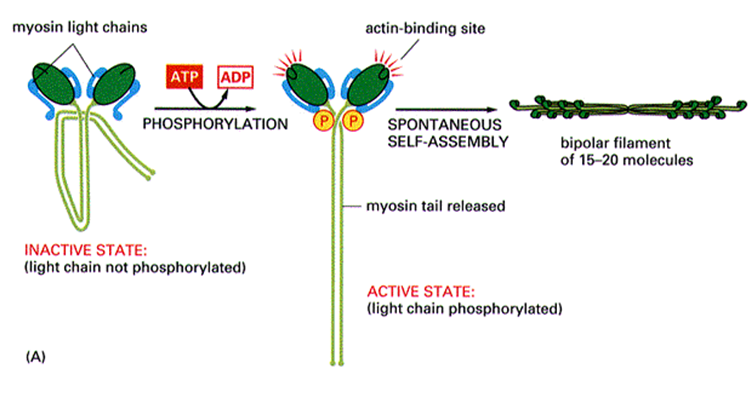 myosin light chains
actin-binding site
ATP
ADP
PHOSPHORYLATION
P
P
SPONTANEOUS
SELF-ASSEMBLY
bipolar filament
of 15–20 molecules
myosin tail released
INACTIVE STATE:
(light chain not phosphorylated)
ACTIVE STATE:
(light chain phosphorylated)
(A)